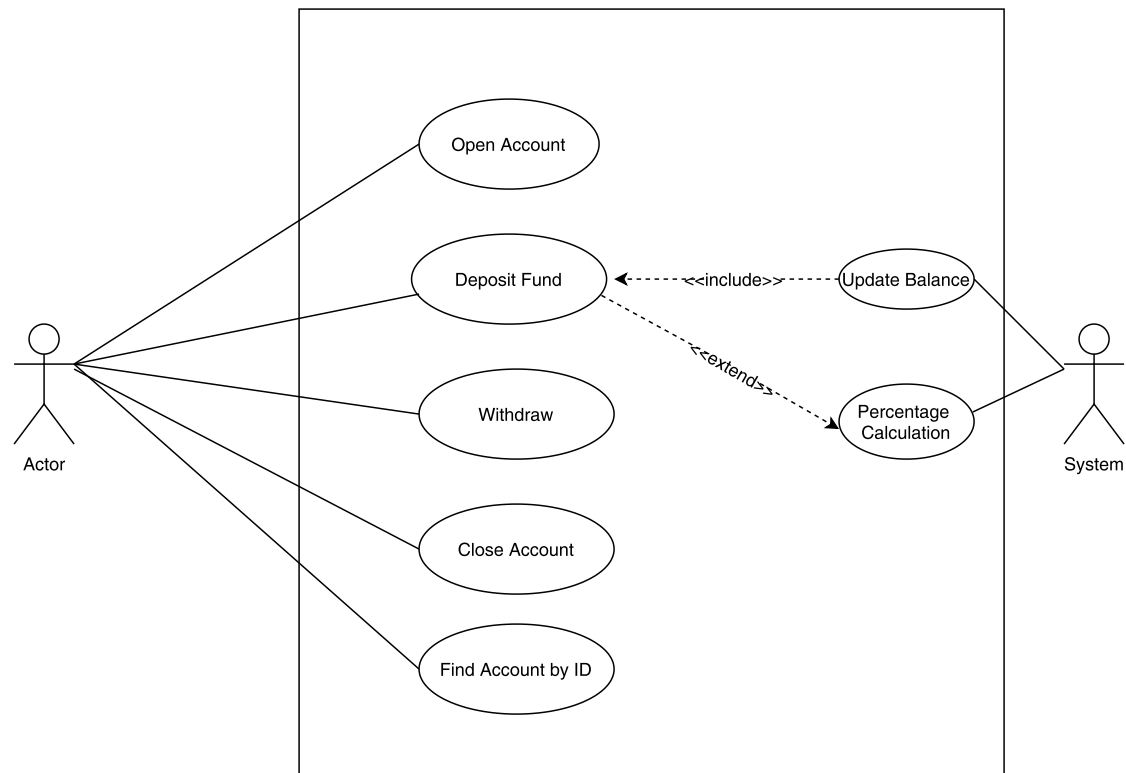 Open Account
Deposit Fund
<<include>>
Update Balance
<<extend>>
Withdraw
Percentage
Calculation
Actor
System
Close Account
Find Account by ID